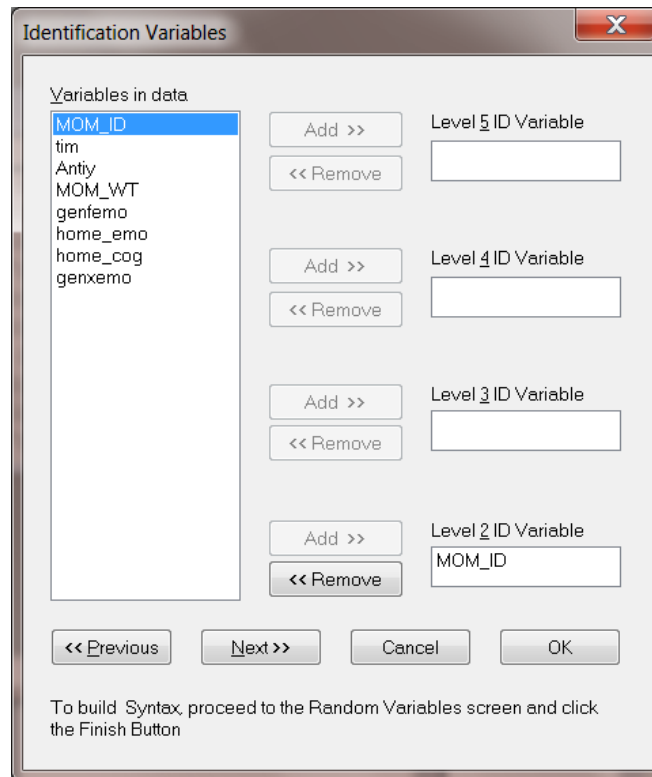 Identification Variables
Variables in data
MOM_ID
tim
Antiy
MOM_WT
genfemo
home_emo
home_cog
genxemo
Add >>
<< Remove
Level 5 ID Variable
Add >>
<< Remove
Level 4 ID Variable
Add >>
<< Remove
Level 3 ID Variable
Add >>
<< Remove
Level 2 ID Variable
MOM_ID
<< Previous
Next >>
Cancel
OK
To build Syntax, proceed to the Random Variables screen and click
the Finish Button